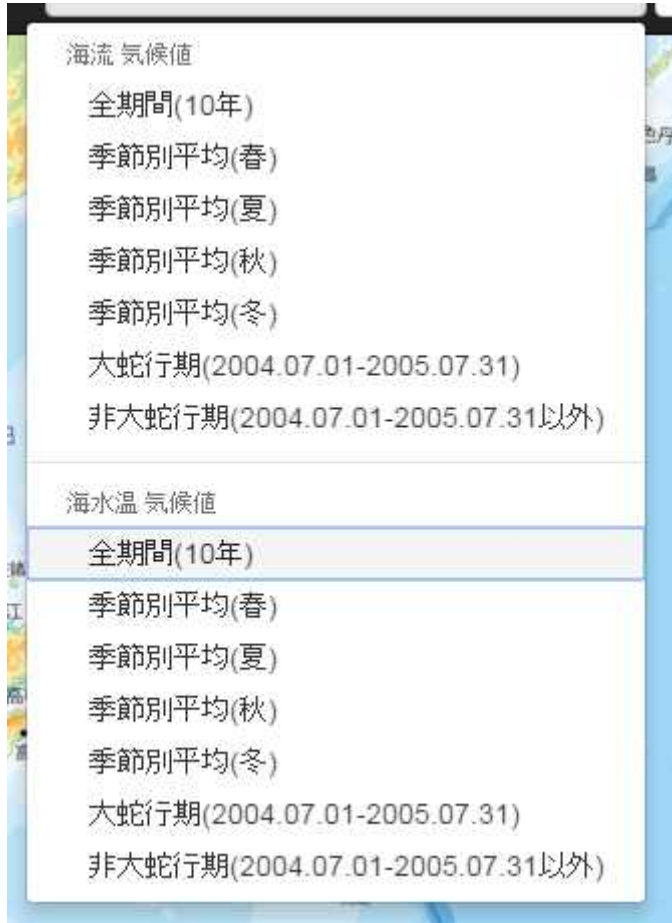 海流 気候値
全期間(10年)
季節別平均(春)
季節別平均(夏)
季節別平均(秋)
季節別平均(冬)
大蛇行期(2004.07.01-2005.07.31)
非大蛇行期(2004.07.01-2005.07.31以外)
海水温 気候値
全期間(10年)
季節別平均(春)
季節別平均(夏)
季節別平均(秋)
季節別平均(冬)
大蛇行期(2004.07.01-2005.07.31)
非大蛇行期(2004.07.01-2005.07.31以外)